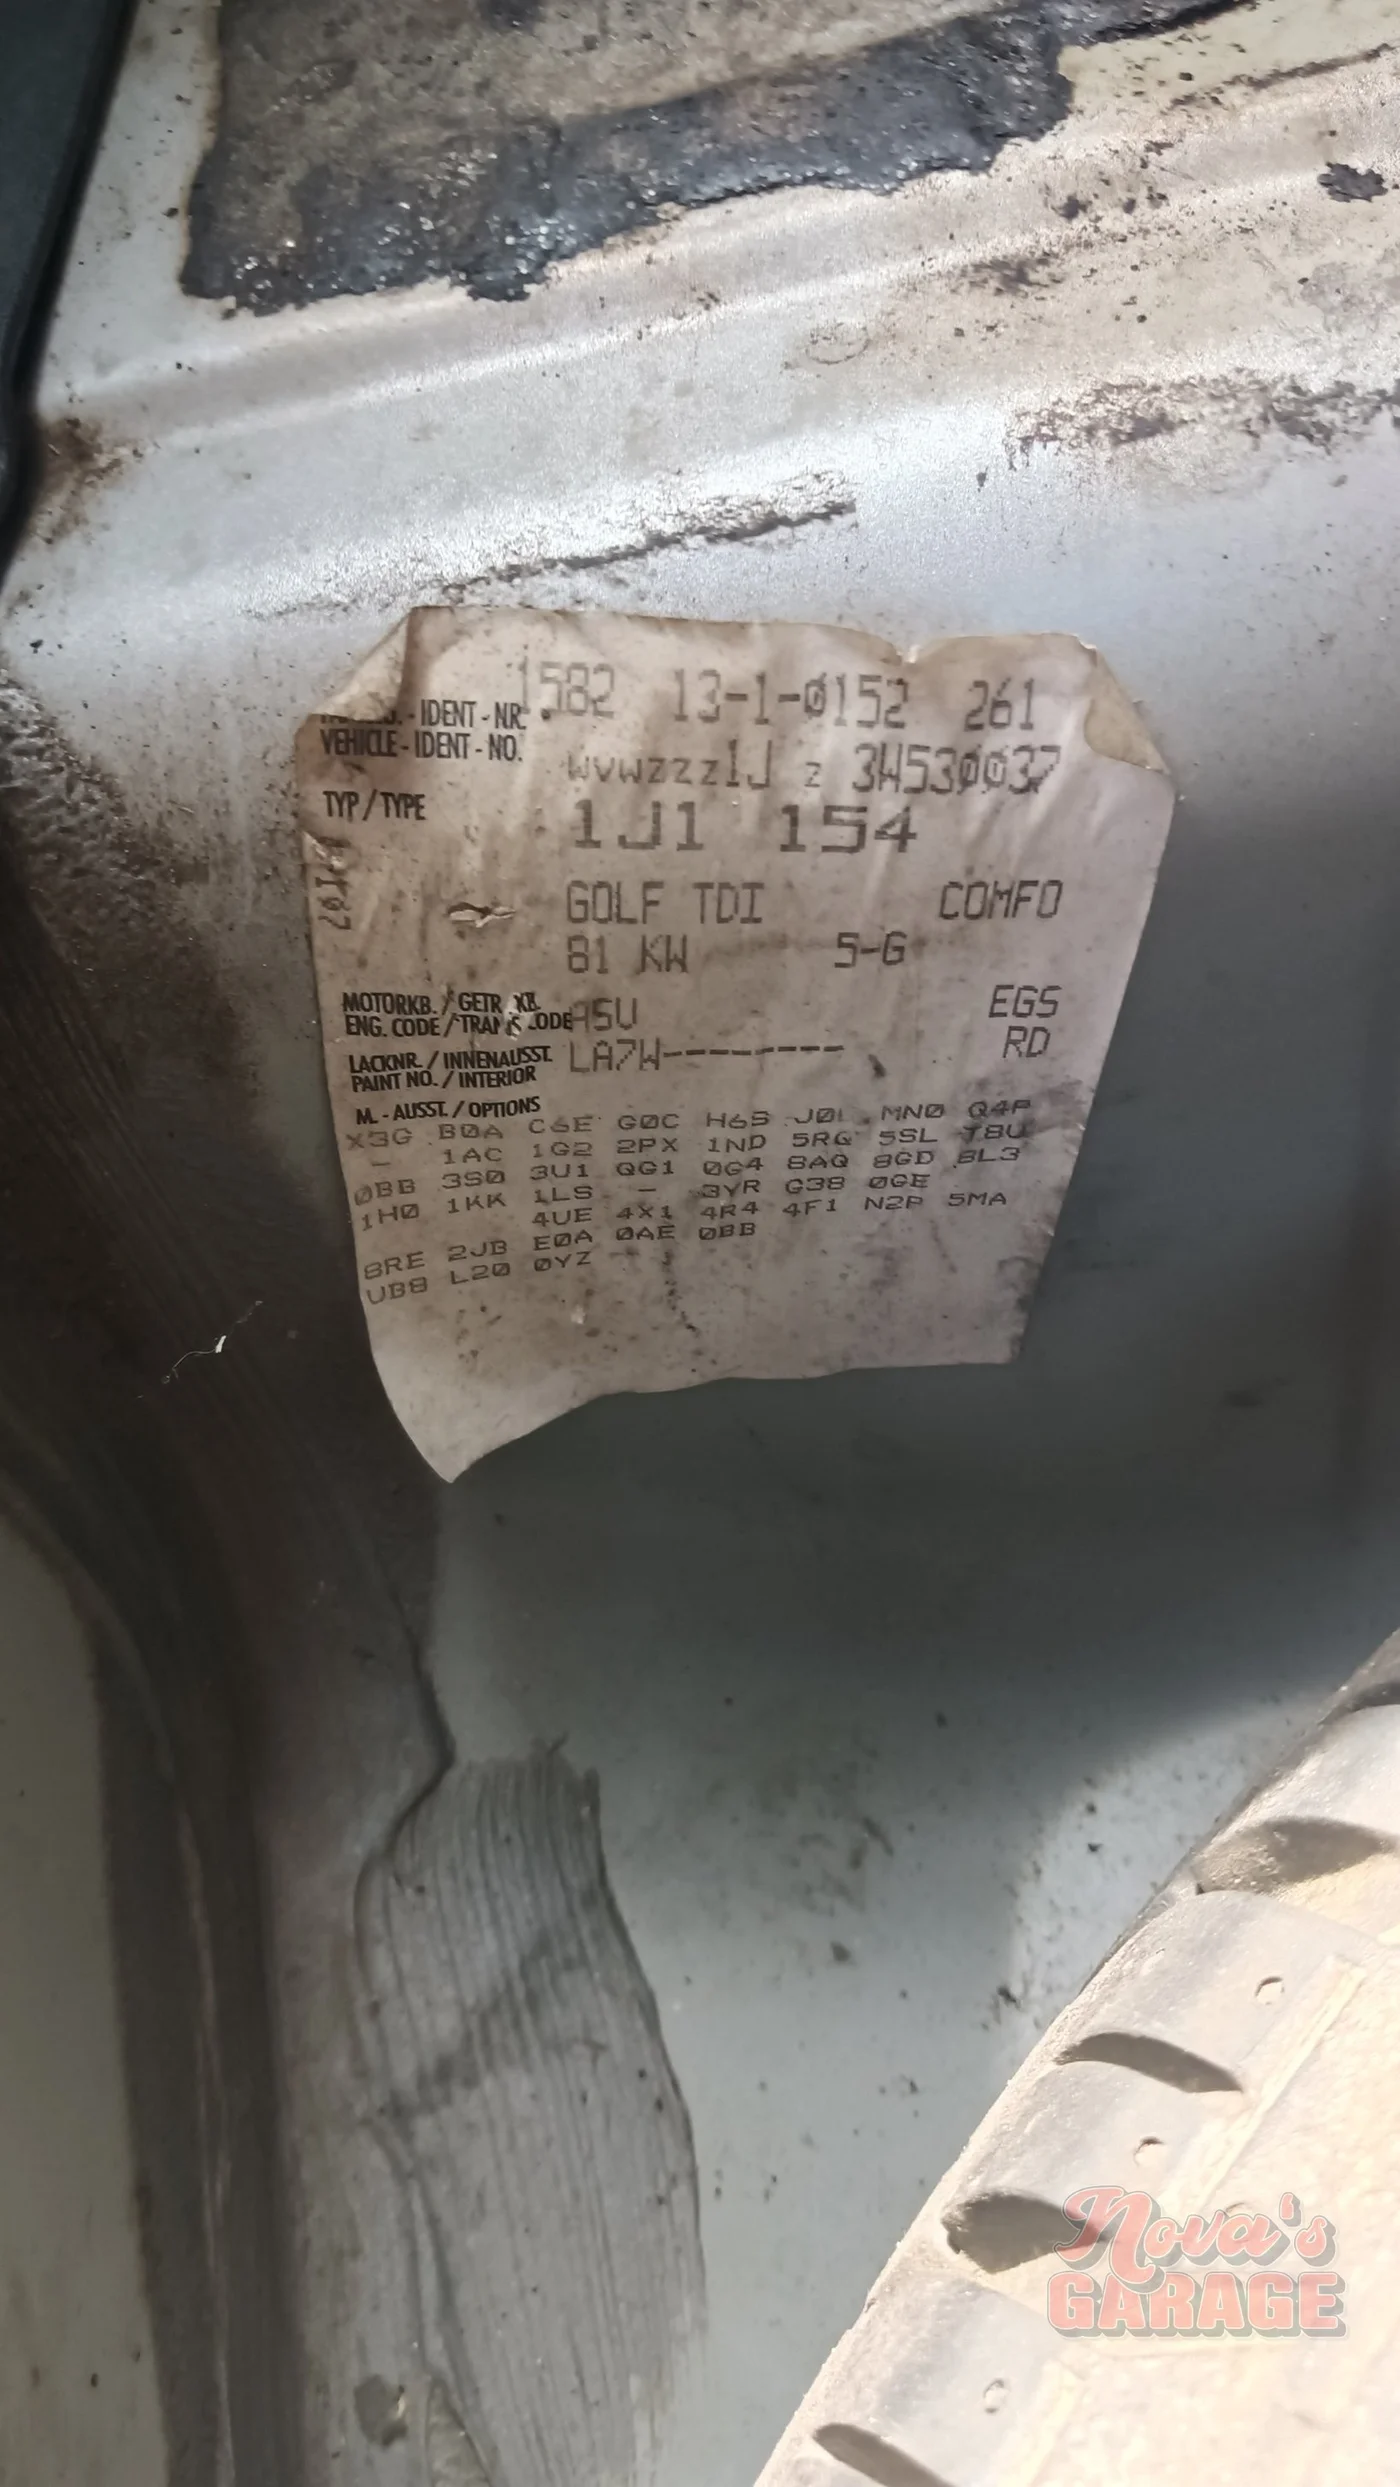 1582 13-1-0152 261
- IDENT - NR.
VEHICLE - IDENT - NO.
WVWZZZ1J Z 3W530037
TYP / TYPE
1J1 154
GOLF TDI COMFO
81 KW 5-G
MOTORKB. / GETR. KB.
ENG. CODE / TRANS. CODE
ASU EGS
LACKNR. / INNENAUSST.
PAINT NO. / INTERIOR
LA7W-------- RD
M. - AUSST. / OPTIONS
X3G B0A C6E G0C H6S MN0 Q4P
- 1AC 1G2 2PX 1ND 5RQ 5SL T8U
0BB 3S0 3U1 QG1 0G4 8AQ 8GD 8L3
1H0 1KK 1LS - 3YR G38 0GE
4UE 4X1 4R4 4F1 N2P 5MA
8RE 2JB E0A 0AE 0BB
UB8 L20 0YZ
Nova's
GARAGE